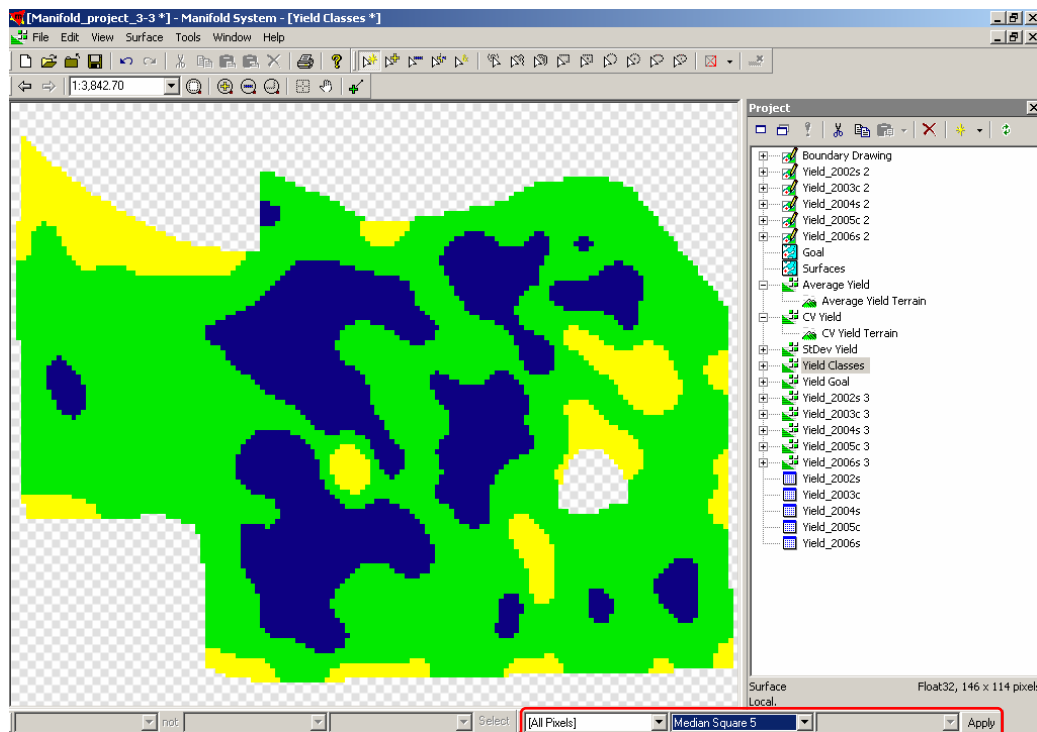 [Manifold_project_3-3 *] - Manifold System - [Yield Classes *]
File Edit View Surface Tools Window Help
1:3,842.70
Project
Boundary Drawing
Yield_2002s 2
Yield_2003c 2
Yield_2004s 2
Yield_2005c 2
Yield_2006s 2
Goal
Surfaces
Average Yield
Average Yield Terrain
CV Yield
CV Yield Terrain
StDev Yield
Yield Classes
Yield Goal
Yield_2002s 3
Yield_2003c 3
Yield_2004s 3
Yield_2005c 3
Yield_2006s 3
Yield_2002s
Yield_2003c
Yield_2004s
Yield_2005c
Yield_2006s
Surface Float32, 146 x 114 pixels
Local.
not Select [All Pixels] Median Square 5 Apply